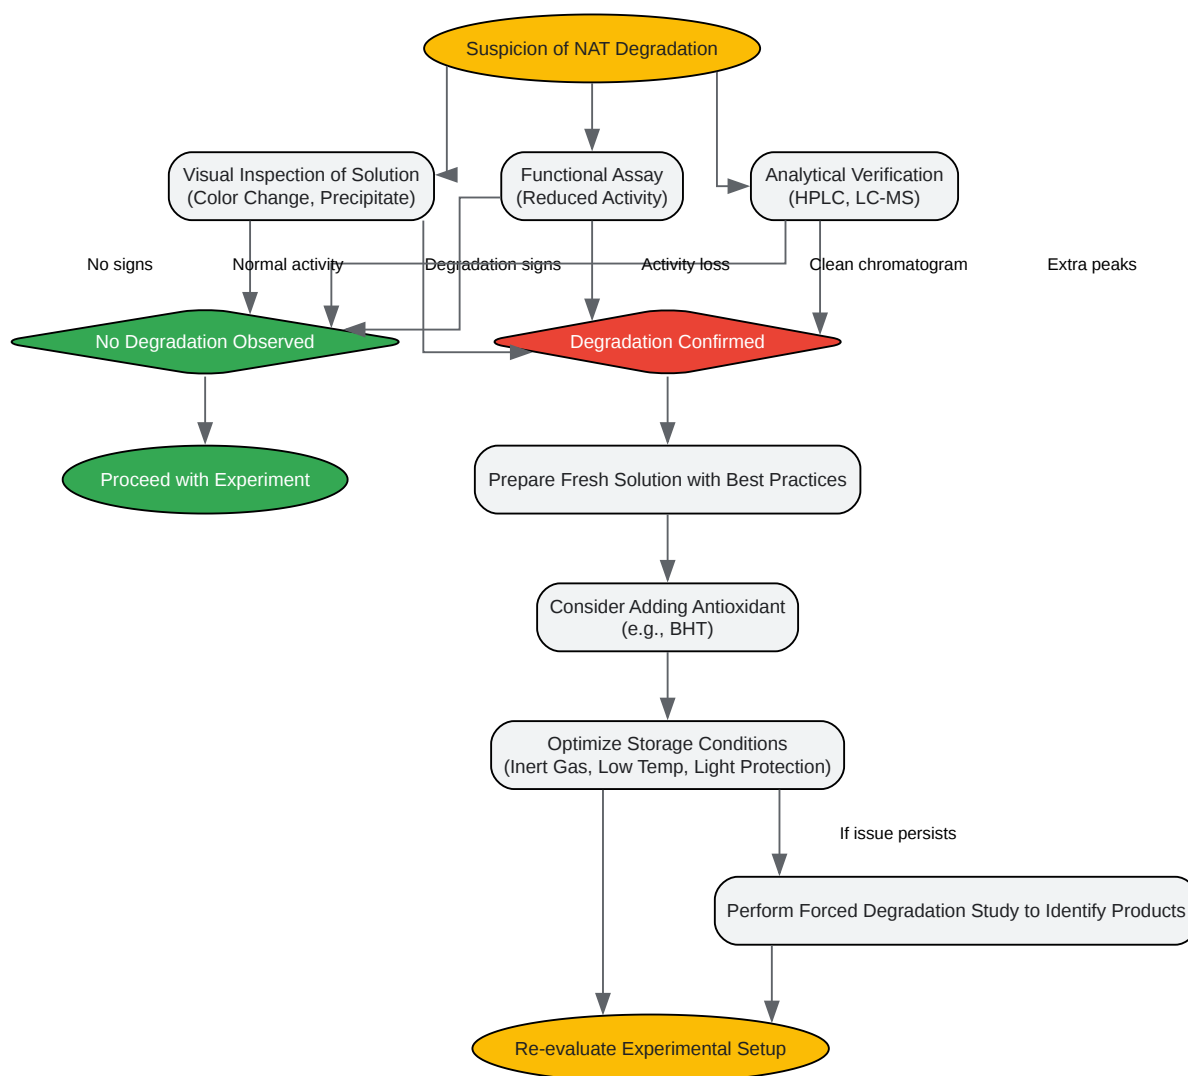 Suspicion of NAT Degradation
Visual Inspection of Solution
(Color Change, Precipitate)
Functional Assay
(Reduced Activity)
Analytical Verification
(HPLC, LC-MS)
No signs
Normal activity
Degradation signs
Activity loss
Clean chromatogram
Extra peaks
No Degradation Observed
Degradation Confirmed
Proceed with Experiment
Prepare Fresh Solution with Best Practices
Consider Adding Antioxidant
(e.g., BHT)
Optimize Storage Conditions
(Inert Gas, Low Temp, Light Protection)
If issue persists
Perform Forced Degradation Study to Identify Products
Re-evaluate Experimental Setup